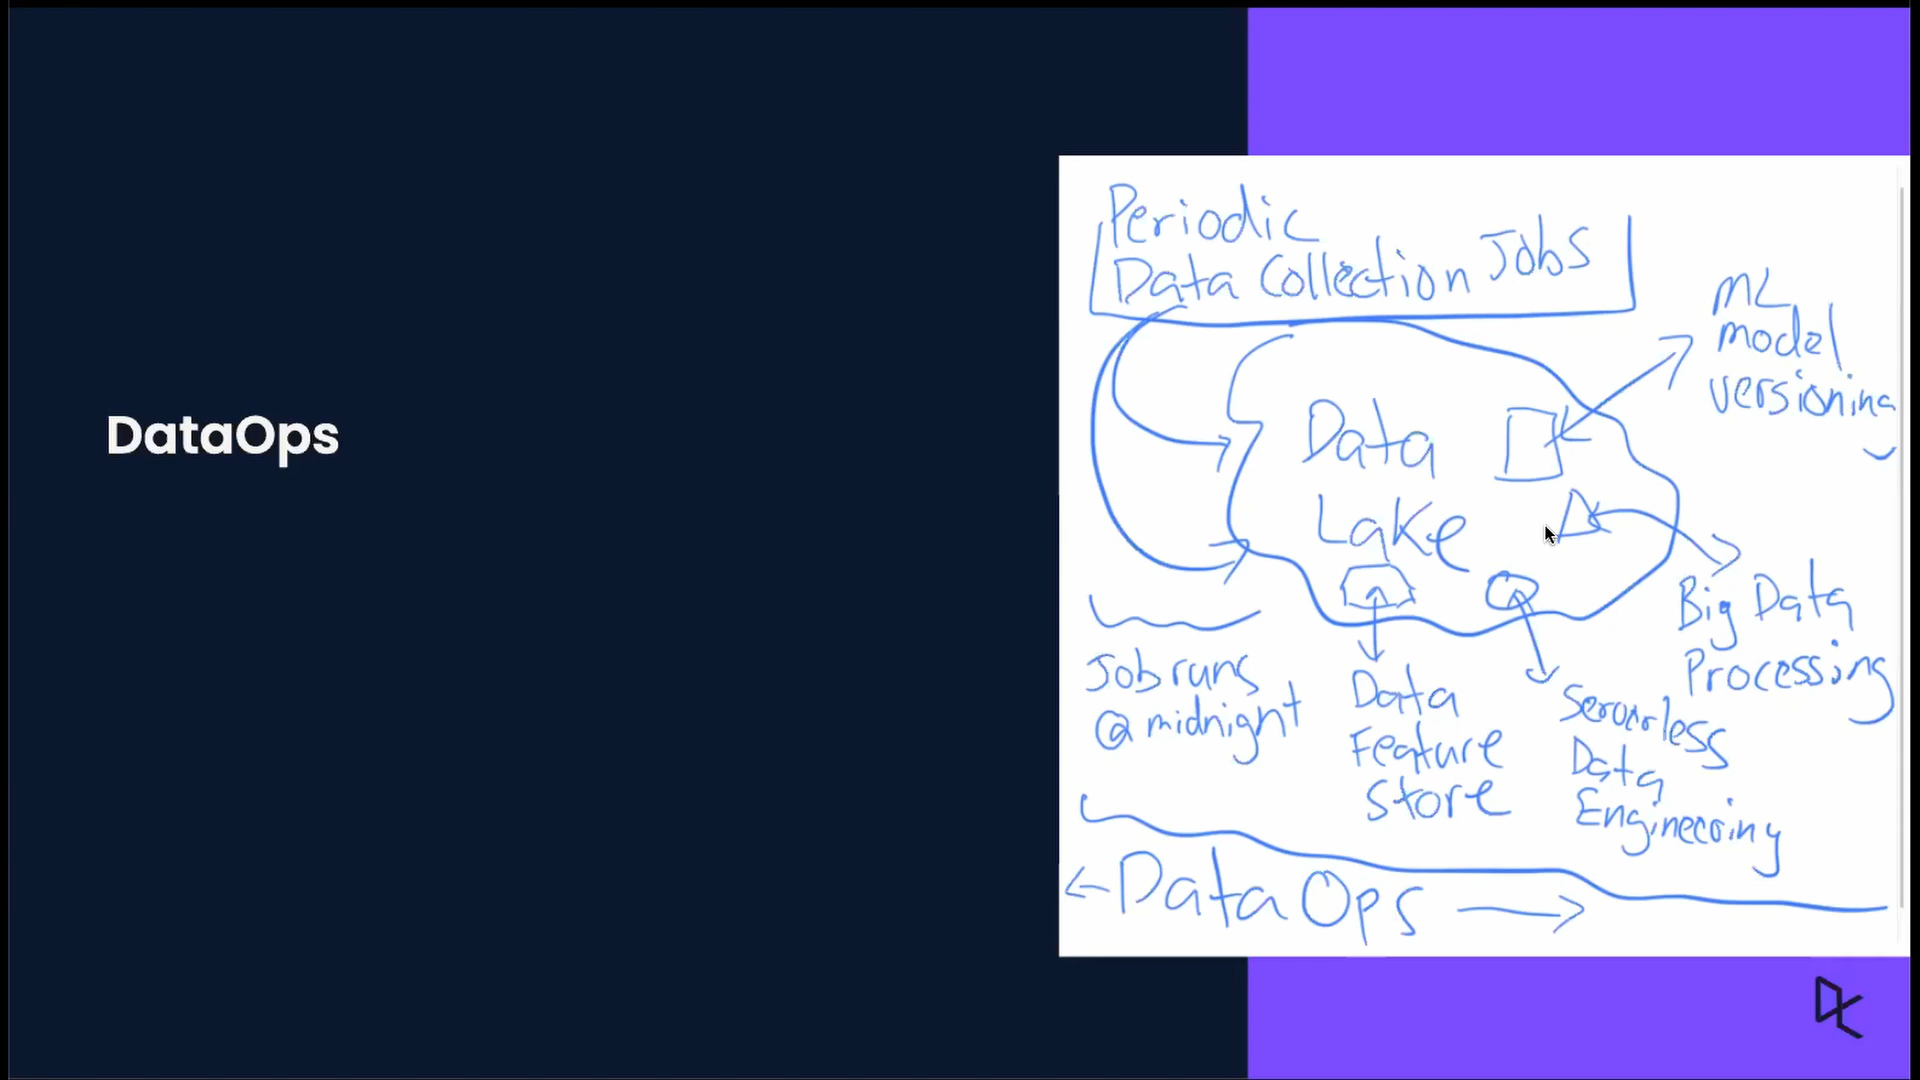 DataOps
Periodic
Data Collection Jobs
ML
model
versioning
Data
Lake
Big Data
Processing
Job runs
@midnight
Data
Feature
Store
Serverless
Data
Engineering
DataOps